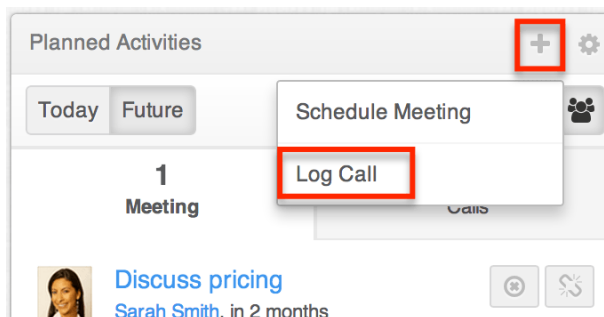 Planned Activities
Today Future
Schedule Meeting
Log Call
1
Meeting
Calls
Discuss pricing
Sarah Smith, in 2 months